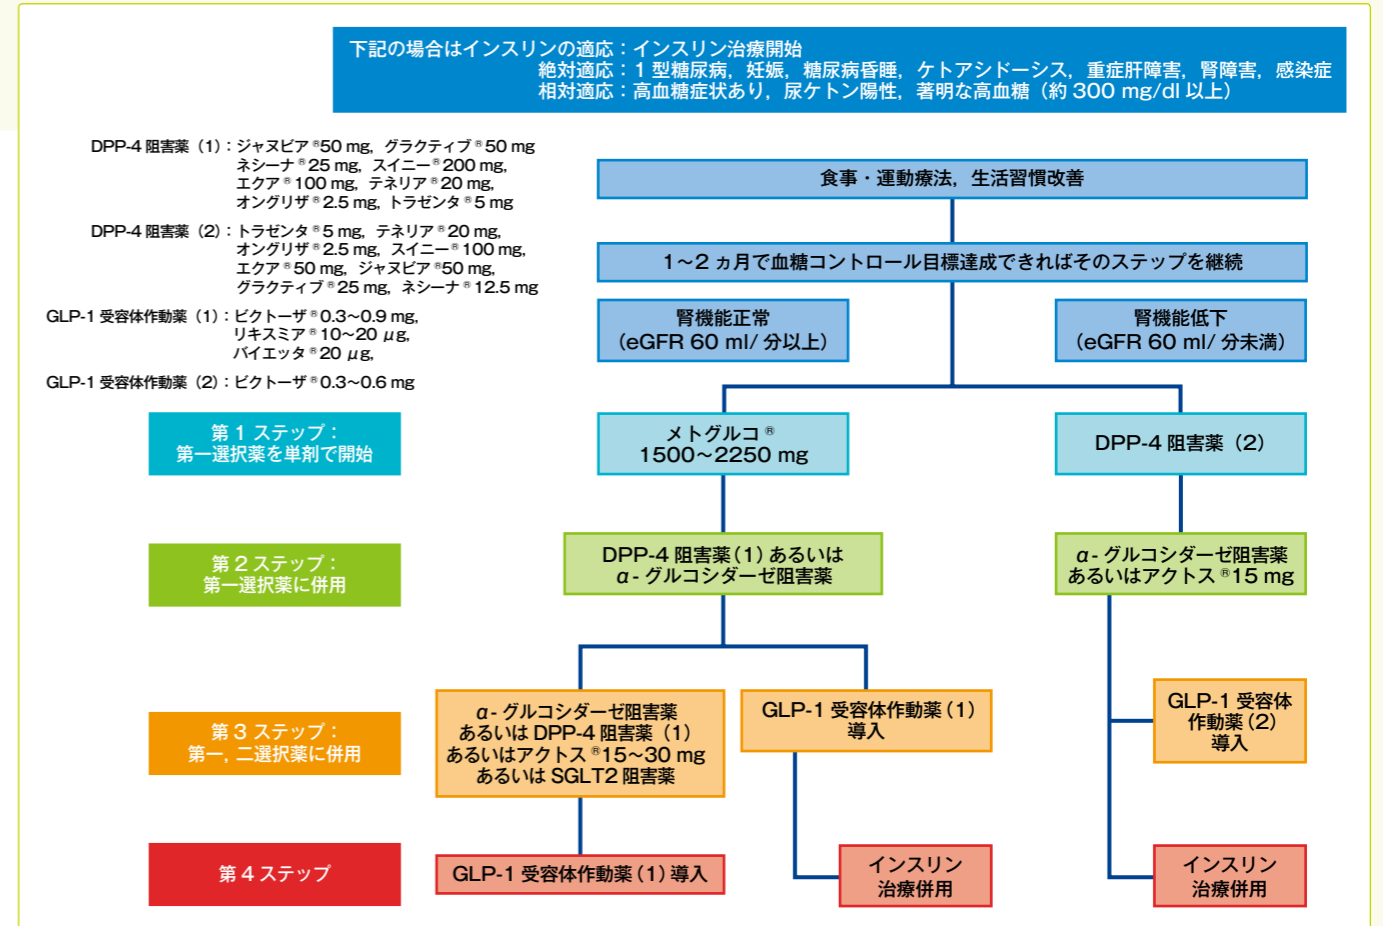 下記の場合はインスリンの適応：インスリン治療開始
絶対適応：1 型糖尿病，妊娠，糖尿病昏睡，ケトアシドーシス，重症肝障害，腎障害，感染症
相対適応：高血糖症状あり，尿ケトン陽性，著明な高血糖（約 300 mg/dl 以上）
DPP-4 阻害薬（1）：ジャヌビア®50 mg, グラクティブ®50 mg
ネシーナ®25 mg, スイニー®200 mg,
エクア®100 mg, テネリア®20 mg,
オングリザ®2.5 mg, トラゼンタ®5 mg
DPP-4 阻害薬（2）：トラゼンタ®5 mg, テネリア®20 mg,
オングリザ®2.5 mg, スイニー®100 mg,
エクア®50 mg, ジャヌビア®50 mg,
グラクティブ®25 mg, ネシーナ®12.5 mg
GLP-1 受容体作動薬（1）：ビクトーザ®0.3〜0.9 mg,
リキスミア®10〜20 μg,
バイエッタ®20 μg,
GLP-1 受容体作動薬（2）：ビクトーザ®0.3〜0.6 mg
食事・運動療法，生活習慣改善
1〜2 ヵ月で血糖コントロール目標達成できればそのステップを継続
腎機能正常
（eGFR 60 ml/ 分以上）
腎機能低下
（eGFR 60 ml/ 分未満）
第 1 ステップ：
第一選択薬を単剤で開始
メトグルコ®
1500〜2250 mg
DPP-4 阻害薬（2）
第 2 ステップ：
第一選択薬に併用
DPP-4 阻害薬（1）あるいは
α- グルコシダーゼ阻害薬
α- グルコシダーゼ阻害薬
あるいはアクトス®15 mg
第 3 ステップ：
第一, 二選択薬に併用
α- グルコシダーゼ阻害薬
あるいは DPP-4 阻害薬（1）
あるいはアクトス®15〜30 mg
あるいは SGLT2 阻害薬
GLP-1 受容体作動薬（1）
導入
GLP-1 受容体
作動薬（2）
導入
第 4 ステップ
GLP-1 受容体作動薬（1）導入
インスリン
治療併用
インスリン
治療併用